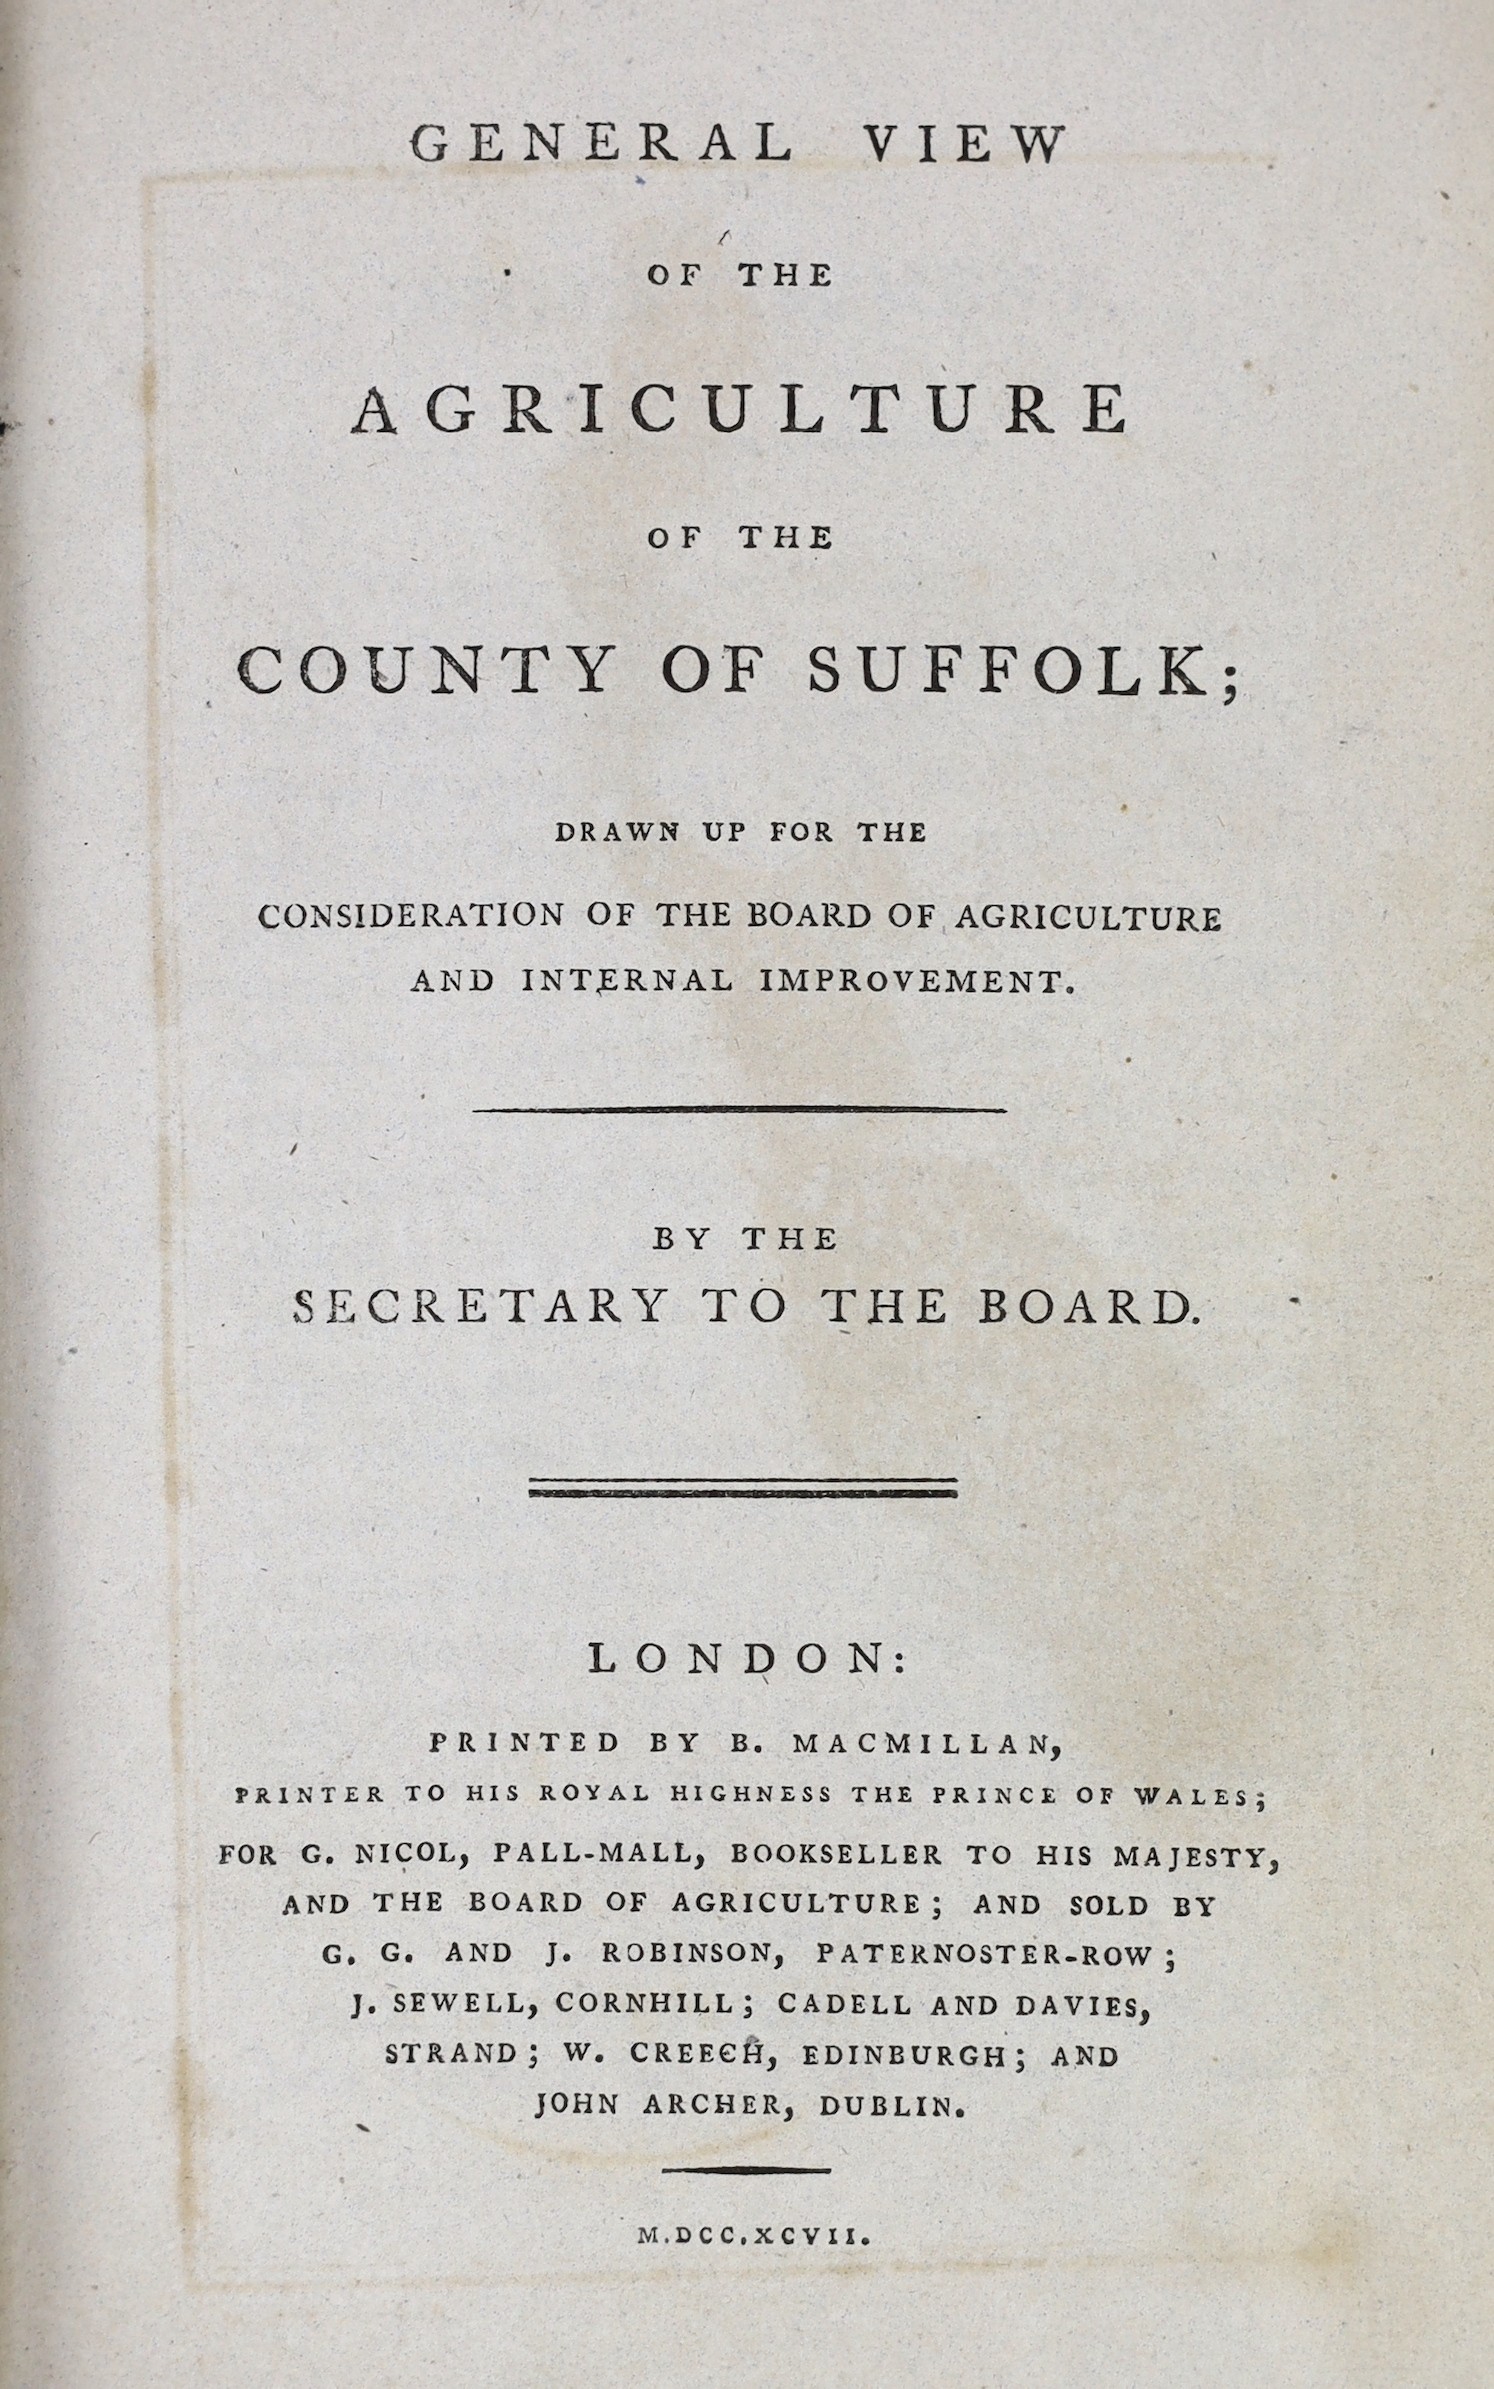 GENERAL VIEW
OF THE
AGRICULTURE
OF THE
COUNTY OF SUFFOLK;
DRAWN UP FOR THE
CONSIDERATION OF THE BOARD OF AGRICULTURE
AND INTERNAL IMPROVEMENT.
BY THE
SECRETARY TO THE BOARD.
LONDON:
PRINTED BY B. MACMILLAN,
PRINTER TO HIS ROYAL HIGHNESS THE PRINCE OF WALES;
FOR G. NICOL, PALL-MALL, BOOKSELLER TO HIS MAJESTY,
AND THE BOARD OF AGRICULTURE; AND SOLD BY
G. G. AND J. ROBINSON, PATERNOSTER-ROW;
J. SEWELL, CORNHILL; CADELL AND DAVIES,
STRAND; W. CREECH, EDINBURGH; AND
JOHN ARCHER, DUBLIN.
M.DCC.XCVII.